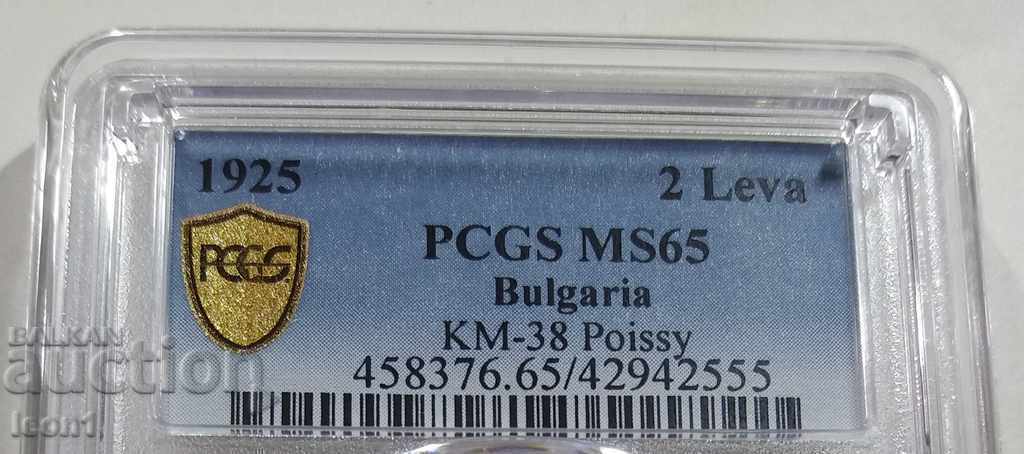 1925 2 Leva
PCGS MS65
PCGS Bulgaria
KM-38 Poissy
458376.65/42942555
BALKAN
auction
leon1